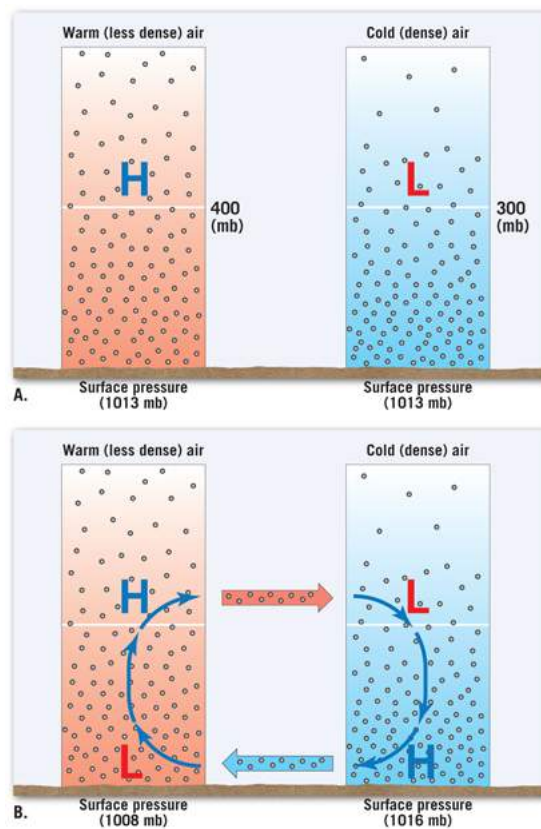 Warm (less dense) air
Cold (dense) air
H
L
400
(mb)
300
(mb)
Surface pressure
(1013 mb)
Surface pressure
(1013 mb)
A.
Warm (less dense) air
Cold (dense) air
H
L
L
H
Surface pressure
(1008 mb)
Surface pressure
(1016 mb)
B.